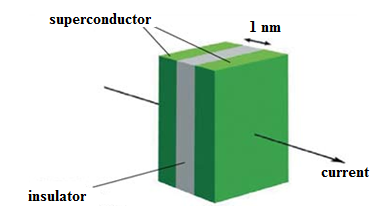 superconductor
1 nm
current
insulator